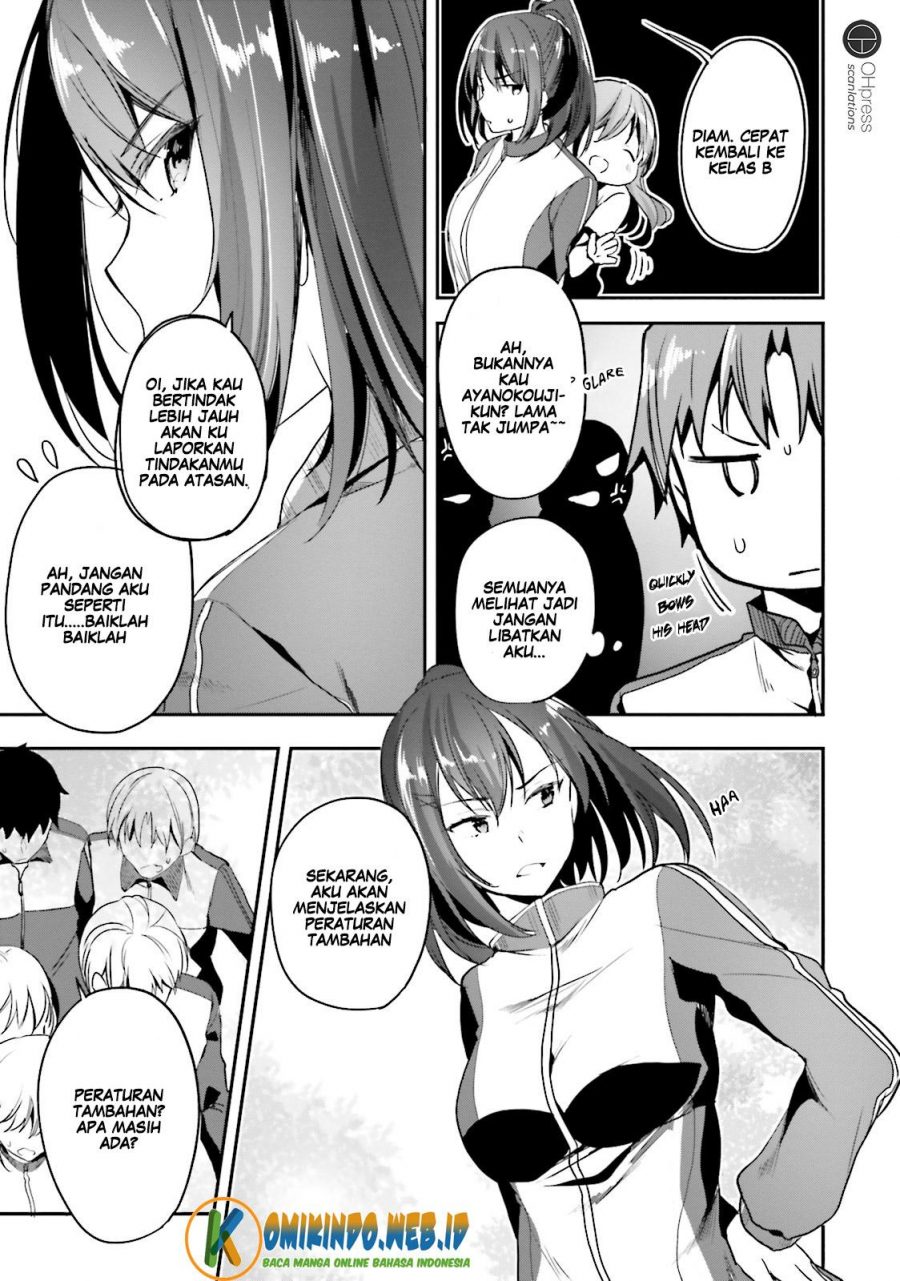 OHpress
scanlations
DIAM. CEPAT
KEMBALI KE
KELAS B
AH,
BUKANNYA
KAU
AYANOKOUJI-
KUN? LAMA
TAK JUMPA~~
GLARE
SEMUANYA
MELIHAT JADI
JANGAN
LIBATKAN
AKU...
QUICKLY
BOWS
HIS HEAD
OI, JIKA KAU
BERTINDAK
LEBIH JAUH
AKAN KU
LAPORKAN
TINDAKANMU
PADA ATASAN.
AH, JANGAN
PANDANG AKU
SEPERTI
ITU.....BAIKLAH
BAIKLAH
HAA
SEKARANG,
AKU AKAN
MENJELASKAN
PERATURAN
TAMBAHAN
PERATURAN
TAMBAHAN?
APA MASIH
ADA?
KOMIKINDO.WEB.ID
BACA MANGA ONLINE BAHASA INDONESIA